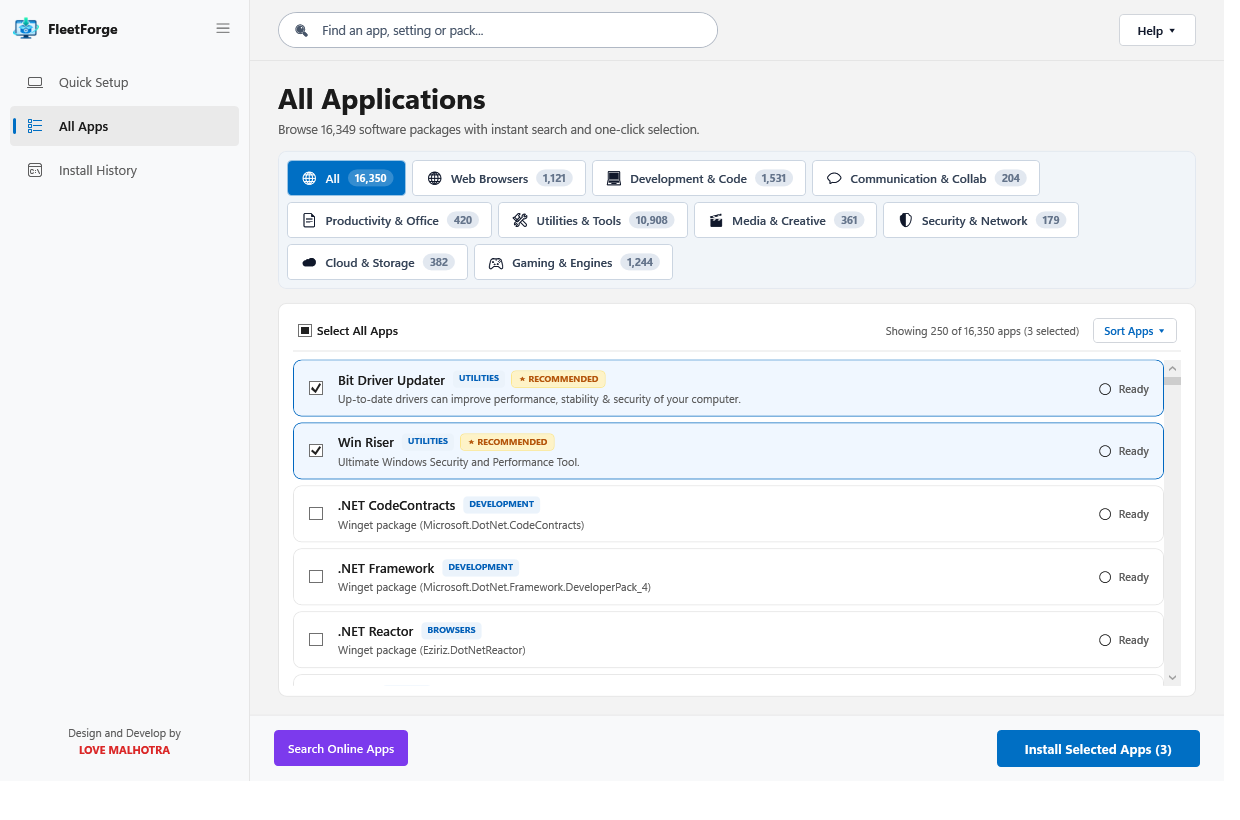 FleetForge
Find an app, setting or pack...
Help
Quick Setup
All Apps
Install History
All Applications
Browse 16,349 software packages with instant search and one-click selection.
All 16,350
Web Browsers 1,121
Development & Code 1,531
Communication & Collab 204
Productivity & Office 420
Utilities & Tools 10,908
Media & Creative 361
Security & Network 179
Cloud & Storage 382
Gaming & Engines 1,244
Select All Apps
Showing 250 of 16,350 apps (3 selected)
Sort Apps
Bit Driver Updater UTILITIES ★ RECOMMENDED
Up-to-date drivers can improve performance, stability & security of your computer.
Ready
Win Riser UTILITIES ★ RECOMMENDED
Ultimate Windows Security and Performance Tool.
Ready
.NET CodeContracts DEVELOPMENT
Winget package (Microsoft.DotNet.CodeContracts)
Ready
.NET Framework DEVELOPMENT
Winget package (Microsoft.DotNet.Framework.DeveloperPack_4)
Ready
.NET Reactor BROWSERS
Winget package (Eziriz.DotNetReactor)
Ready
Design and Develop by
LOVE MALHOTRA
Search Online Apps
Install Selected Apps (3)